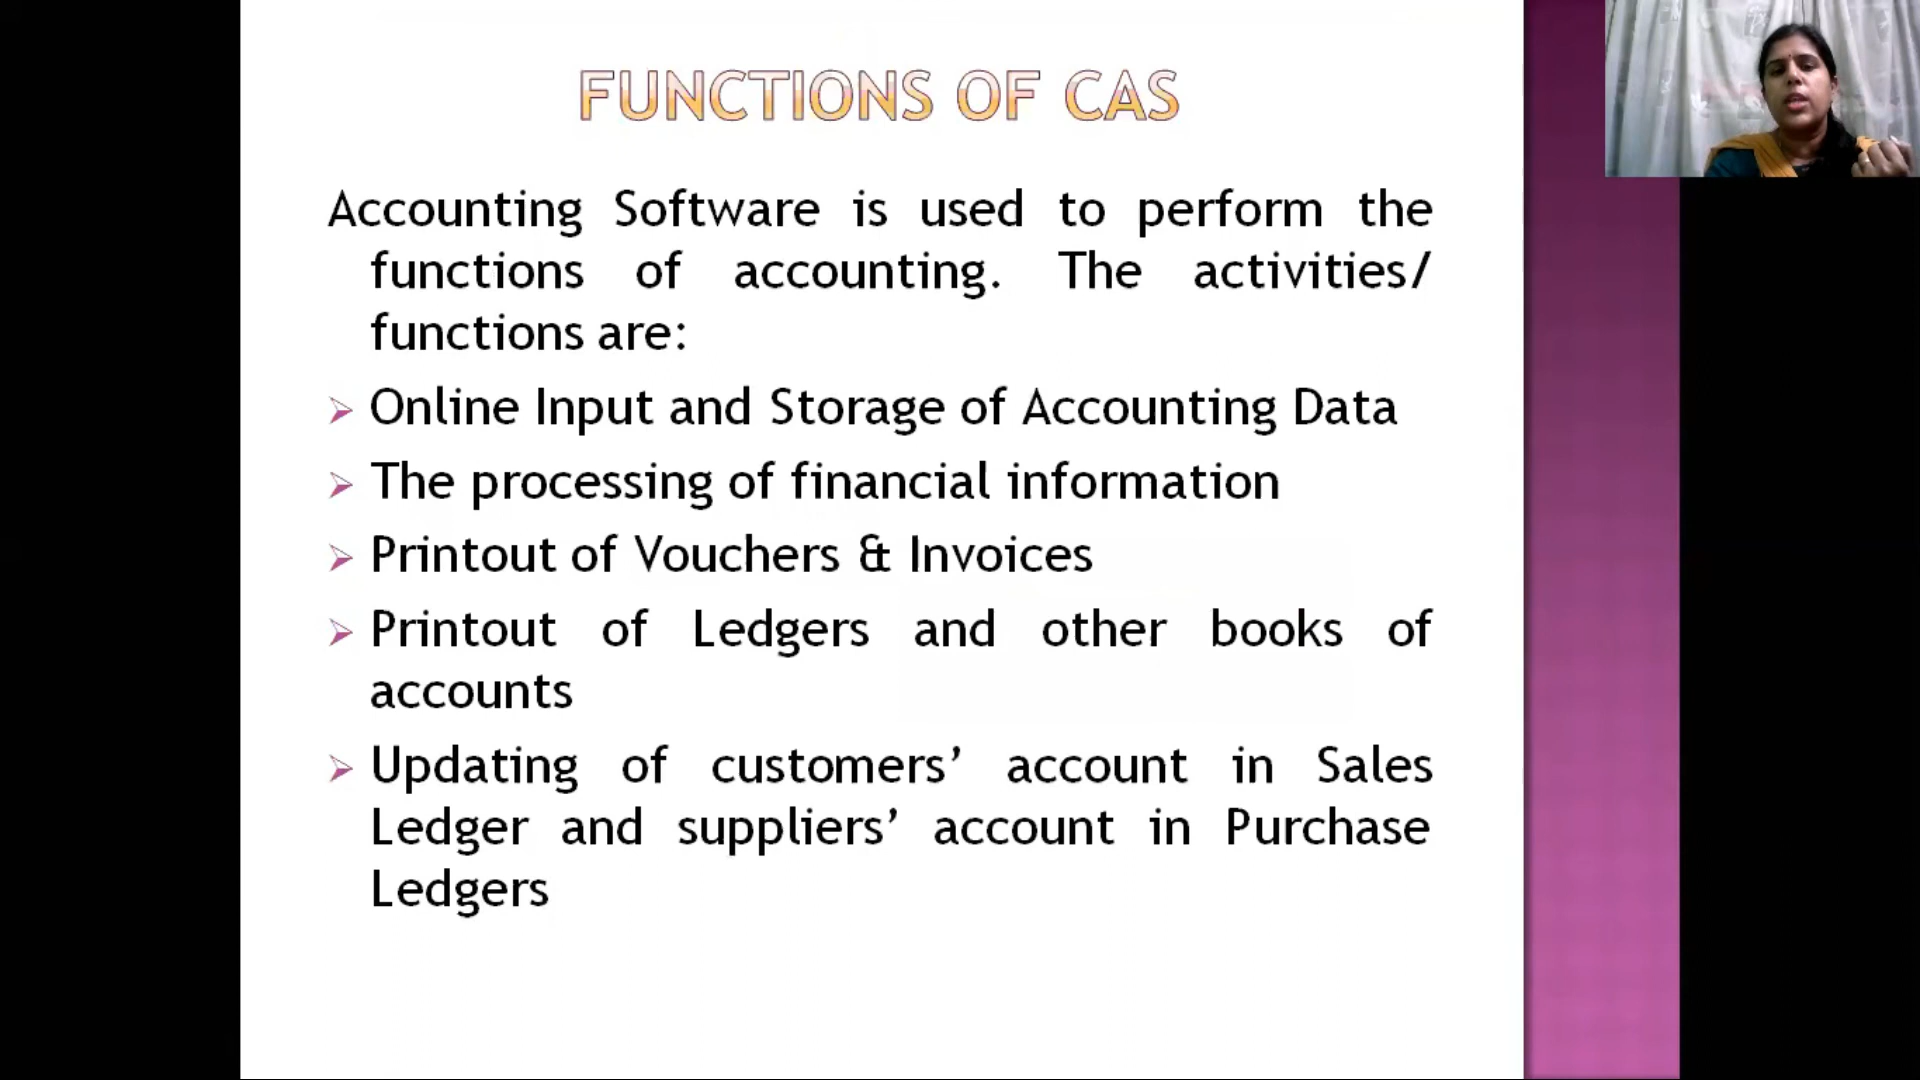 FUNCTIONS OF CAS
Accounting Software is used to perform the
functions of accounting. The activities/
functions are:
➢ Online Input and Storage of Accounting Data
➢ The processing of financial information
➢ Printout of Vouchers & Invoices
➢ Printout of Ledgers and other books of
accounts
➢ Updating of customers’ account in Sales
Ledger and suppliers’ account in Purchase
Ledgers